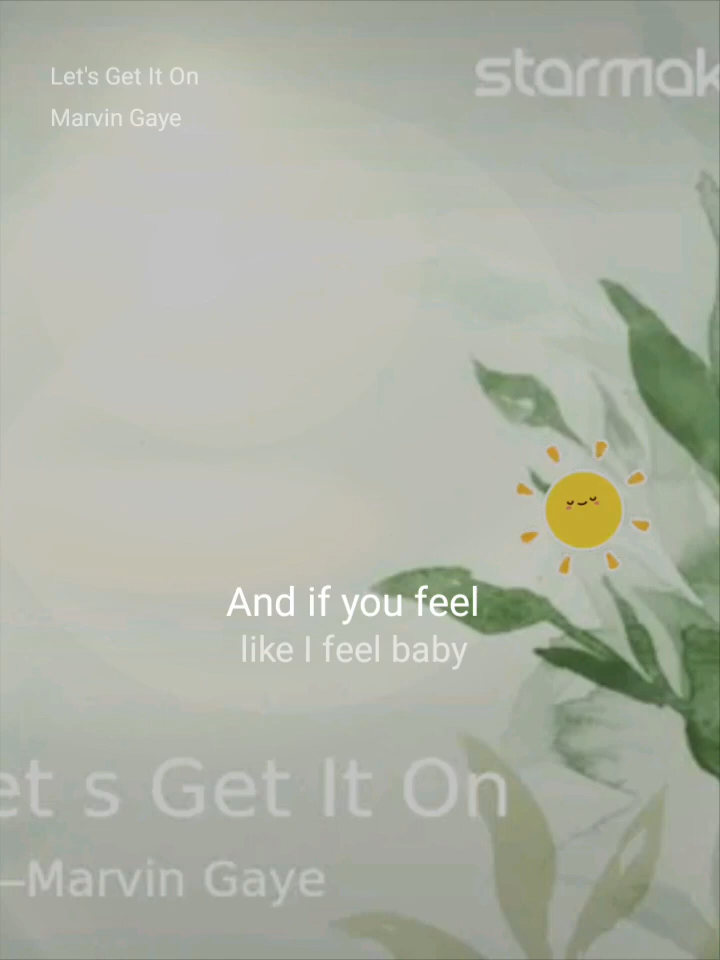 Let's Get It On
Marvin Gaye
starmak
And if you feel
like I feel baby
et s Get It On
—Marvin Gaye